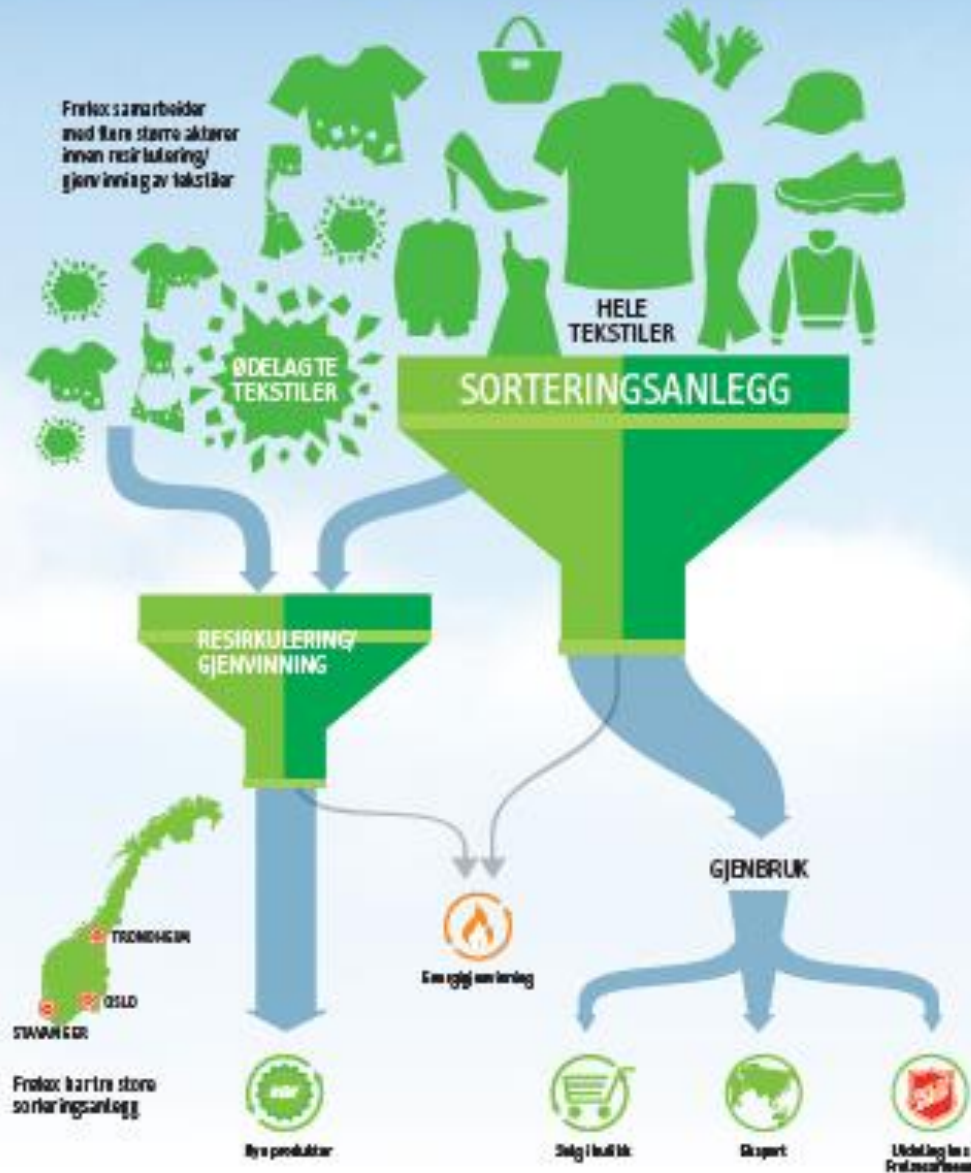 Fretex samarbeider
med flere større aktører
innen resirkulering/
gjenvinning av tekstiler
HELE
TEKSTILER
ØDELAGTE
TEKSTILER
SORTERINGSANLEGG
RESIRKULERING/
GJENVINNING
GJENBRUK
TRONDHEIM
OSLO
STAVANGER
Energigjenvinning
Fretex har tre store
sorteringsanlegg
Nye produkter
Salg i butikk
Eksport